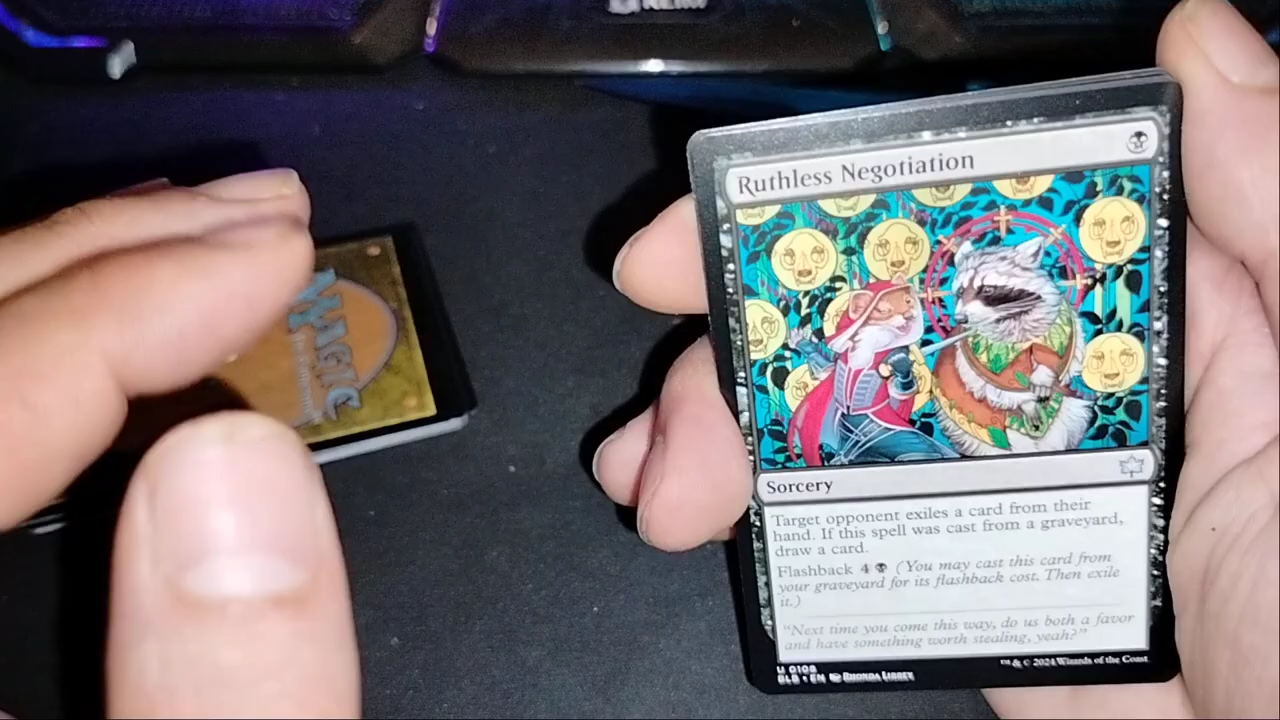 Ruthless Negotiation
Sorcery
Target opponent exiles a card from their
hand. If this spell was cast from a graveyard,
draw a card.
Flashback 4 (You may cast this card from
your graveyard for its flashback cost. Then exile
it.)
"Next time you come this way, do us both a favor
and have something worth stealing, yeah?"
U 0108
BLB • EN Rhonda Libbey
™ & © 2024 Wizards of the Coast
MAGIC